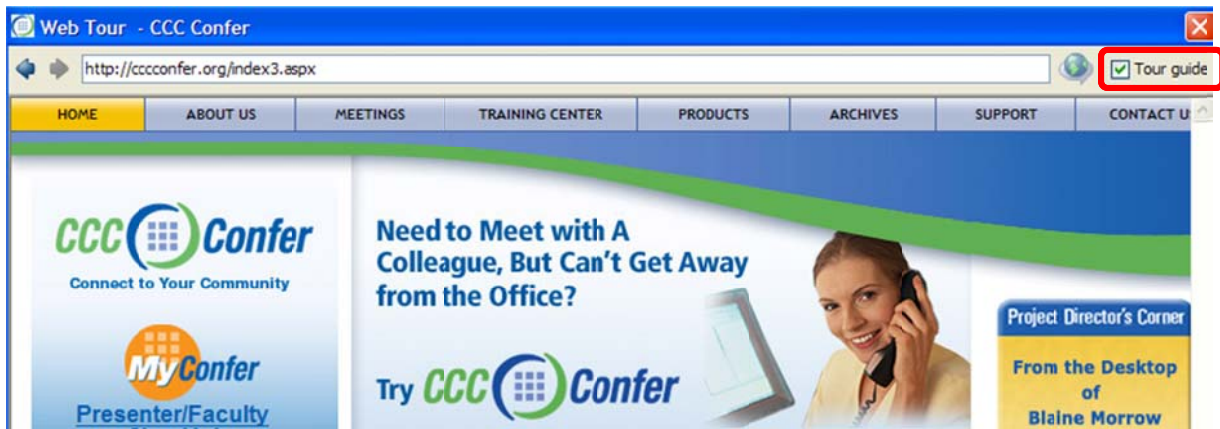 Web Tour - CCC Confer
http://cccconfer.org/index3.aspx
Tour guide
HOME
ABOUT US
MEETINGS
TRAINING CENTER
PRODUCTS
ARCHIVES
SUPPORT
CONTACT U
CCC Confer
Connect to Your Community
MyConfer
Presenter/Faculty
Need to Meet with A
Colleague, But Can't Get Away
from the Office?
Try CCC Confer
Project Director's Corner
From the Desktop
of
Blaine Morrow